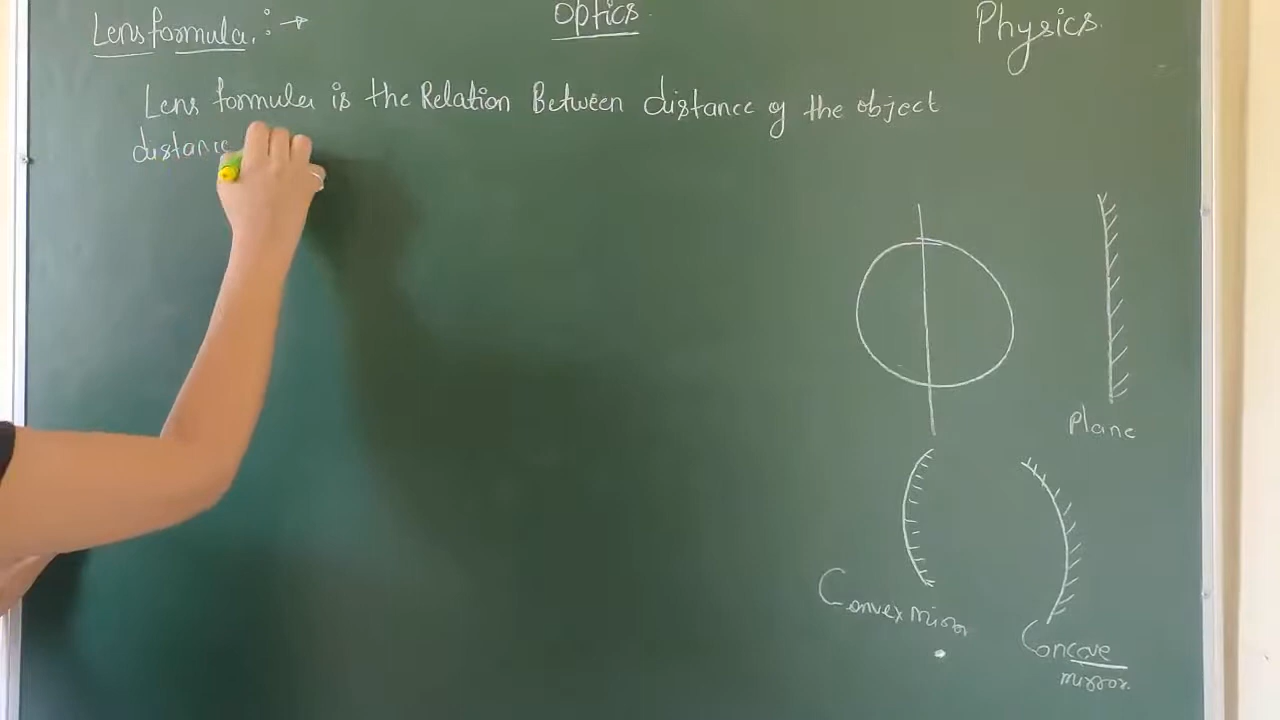 Lens formula : →
Optics
Physics
Lens formula is the Relation Between distance of the object
distance
Plane
Convex mirror
Concave
mirror